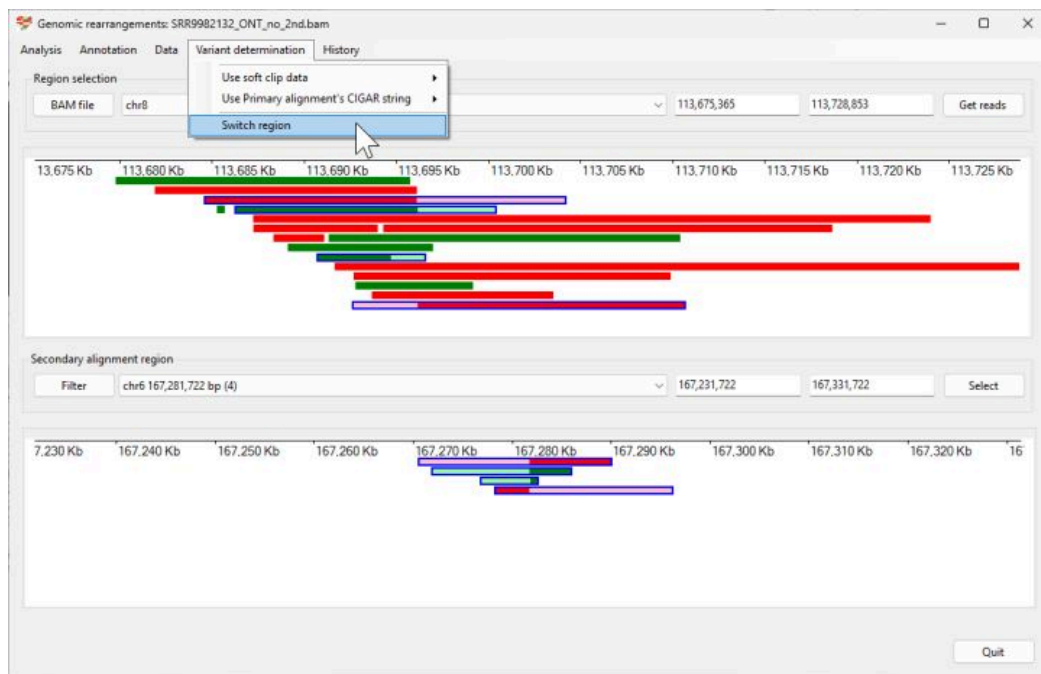 Genomic rearrangements: SRR9982132_ONT_no_2nd.bam
Analysis Annotation Data Variant determination History
Use soft clip data
Use Primary alignment's CIGAR string
Switch region
Region selection
BAM file chr8 113,675,365 113,728,853 Get reads
13,675 Kb 113,680 Kb 113,685 Kb 113,690 Kb 113,695 Kb 113,700 Kb 113,705 Kb 113,710 Kb 113,715 Kb 113,720 Kb 113,725 Kb
Secondary alignment region
Filter chr6 167,281,722 bp (4) 167,231,722 167,331,722 Select
7,230 Kb 167,240 Kb 167,250 Kb 167,260 Kb 167,270 Kb 167,280 Kb 167,290 Kb 167,300 Kb 167,310 Kb 167,320 Kb 16
Quit